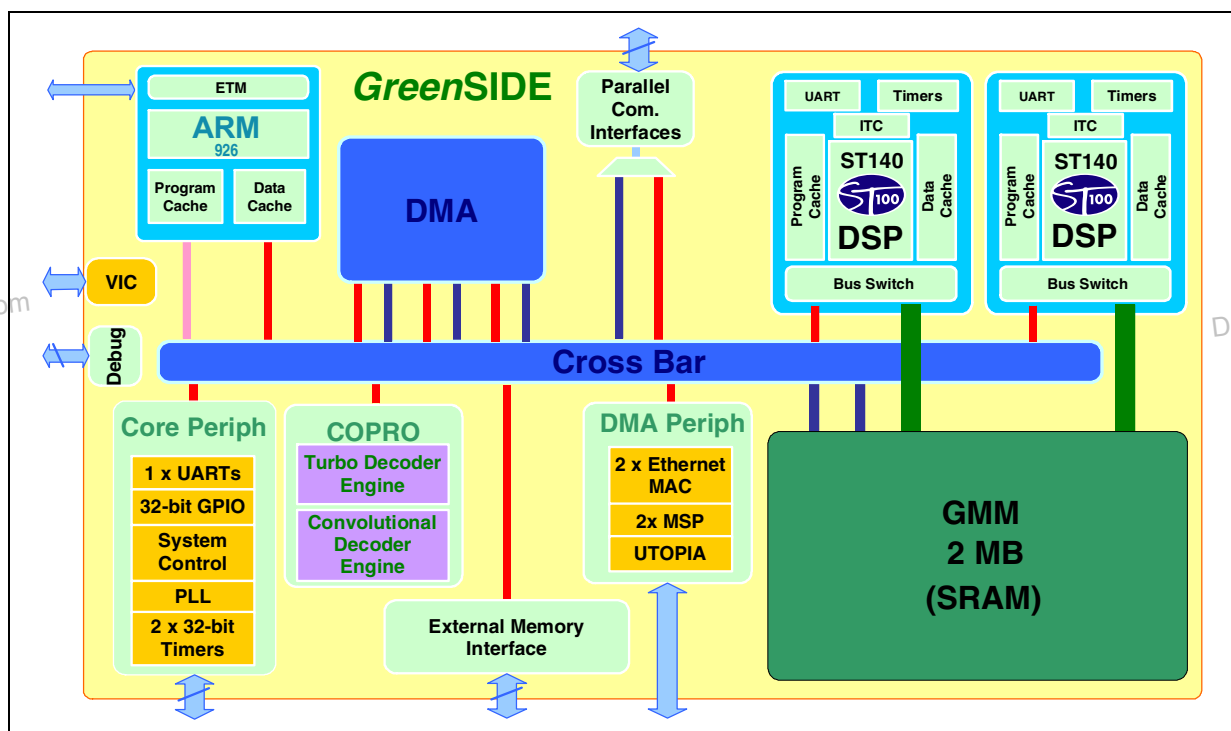 GreenSIDE
ETM
ARM
926
Program
Cache
Data
Cache
DMA
Parallel
Com.
Interfaces
UART
Timers
ITC
Program
Cache
ST140
ST100
DSP
Data
Cache
Bus Switch
UART
Timers
ITC
Program
Cache
ST140
ST100
DSP
Data
Cache
Bus Switch
VIC
Debug
Cross Bar
Core Periph
1 x UARTs
32-bit GPIO
System
Control
PLL
2 x 32-bit
Timers
COPRO
Turbo Decoder
Engine
Convolutional
Decoder
Engine
External Memory
Interface
DMA Periph
2 x Ethernet
MAC
2x MSP
UTOPIA
GMM
2 MB
(SRAM)
om
D